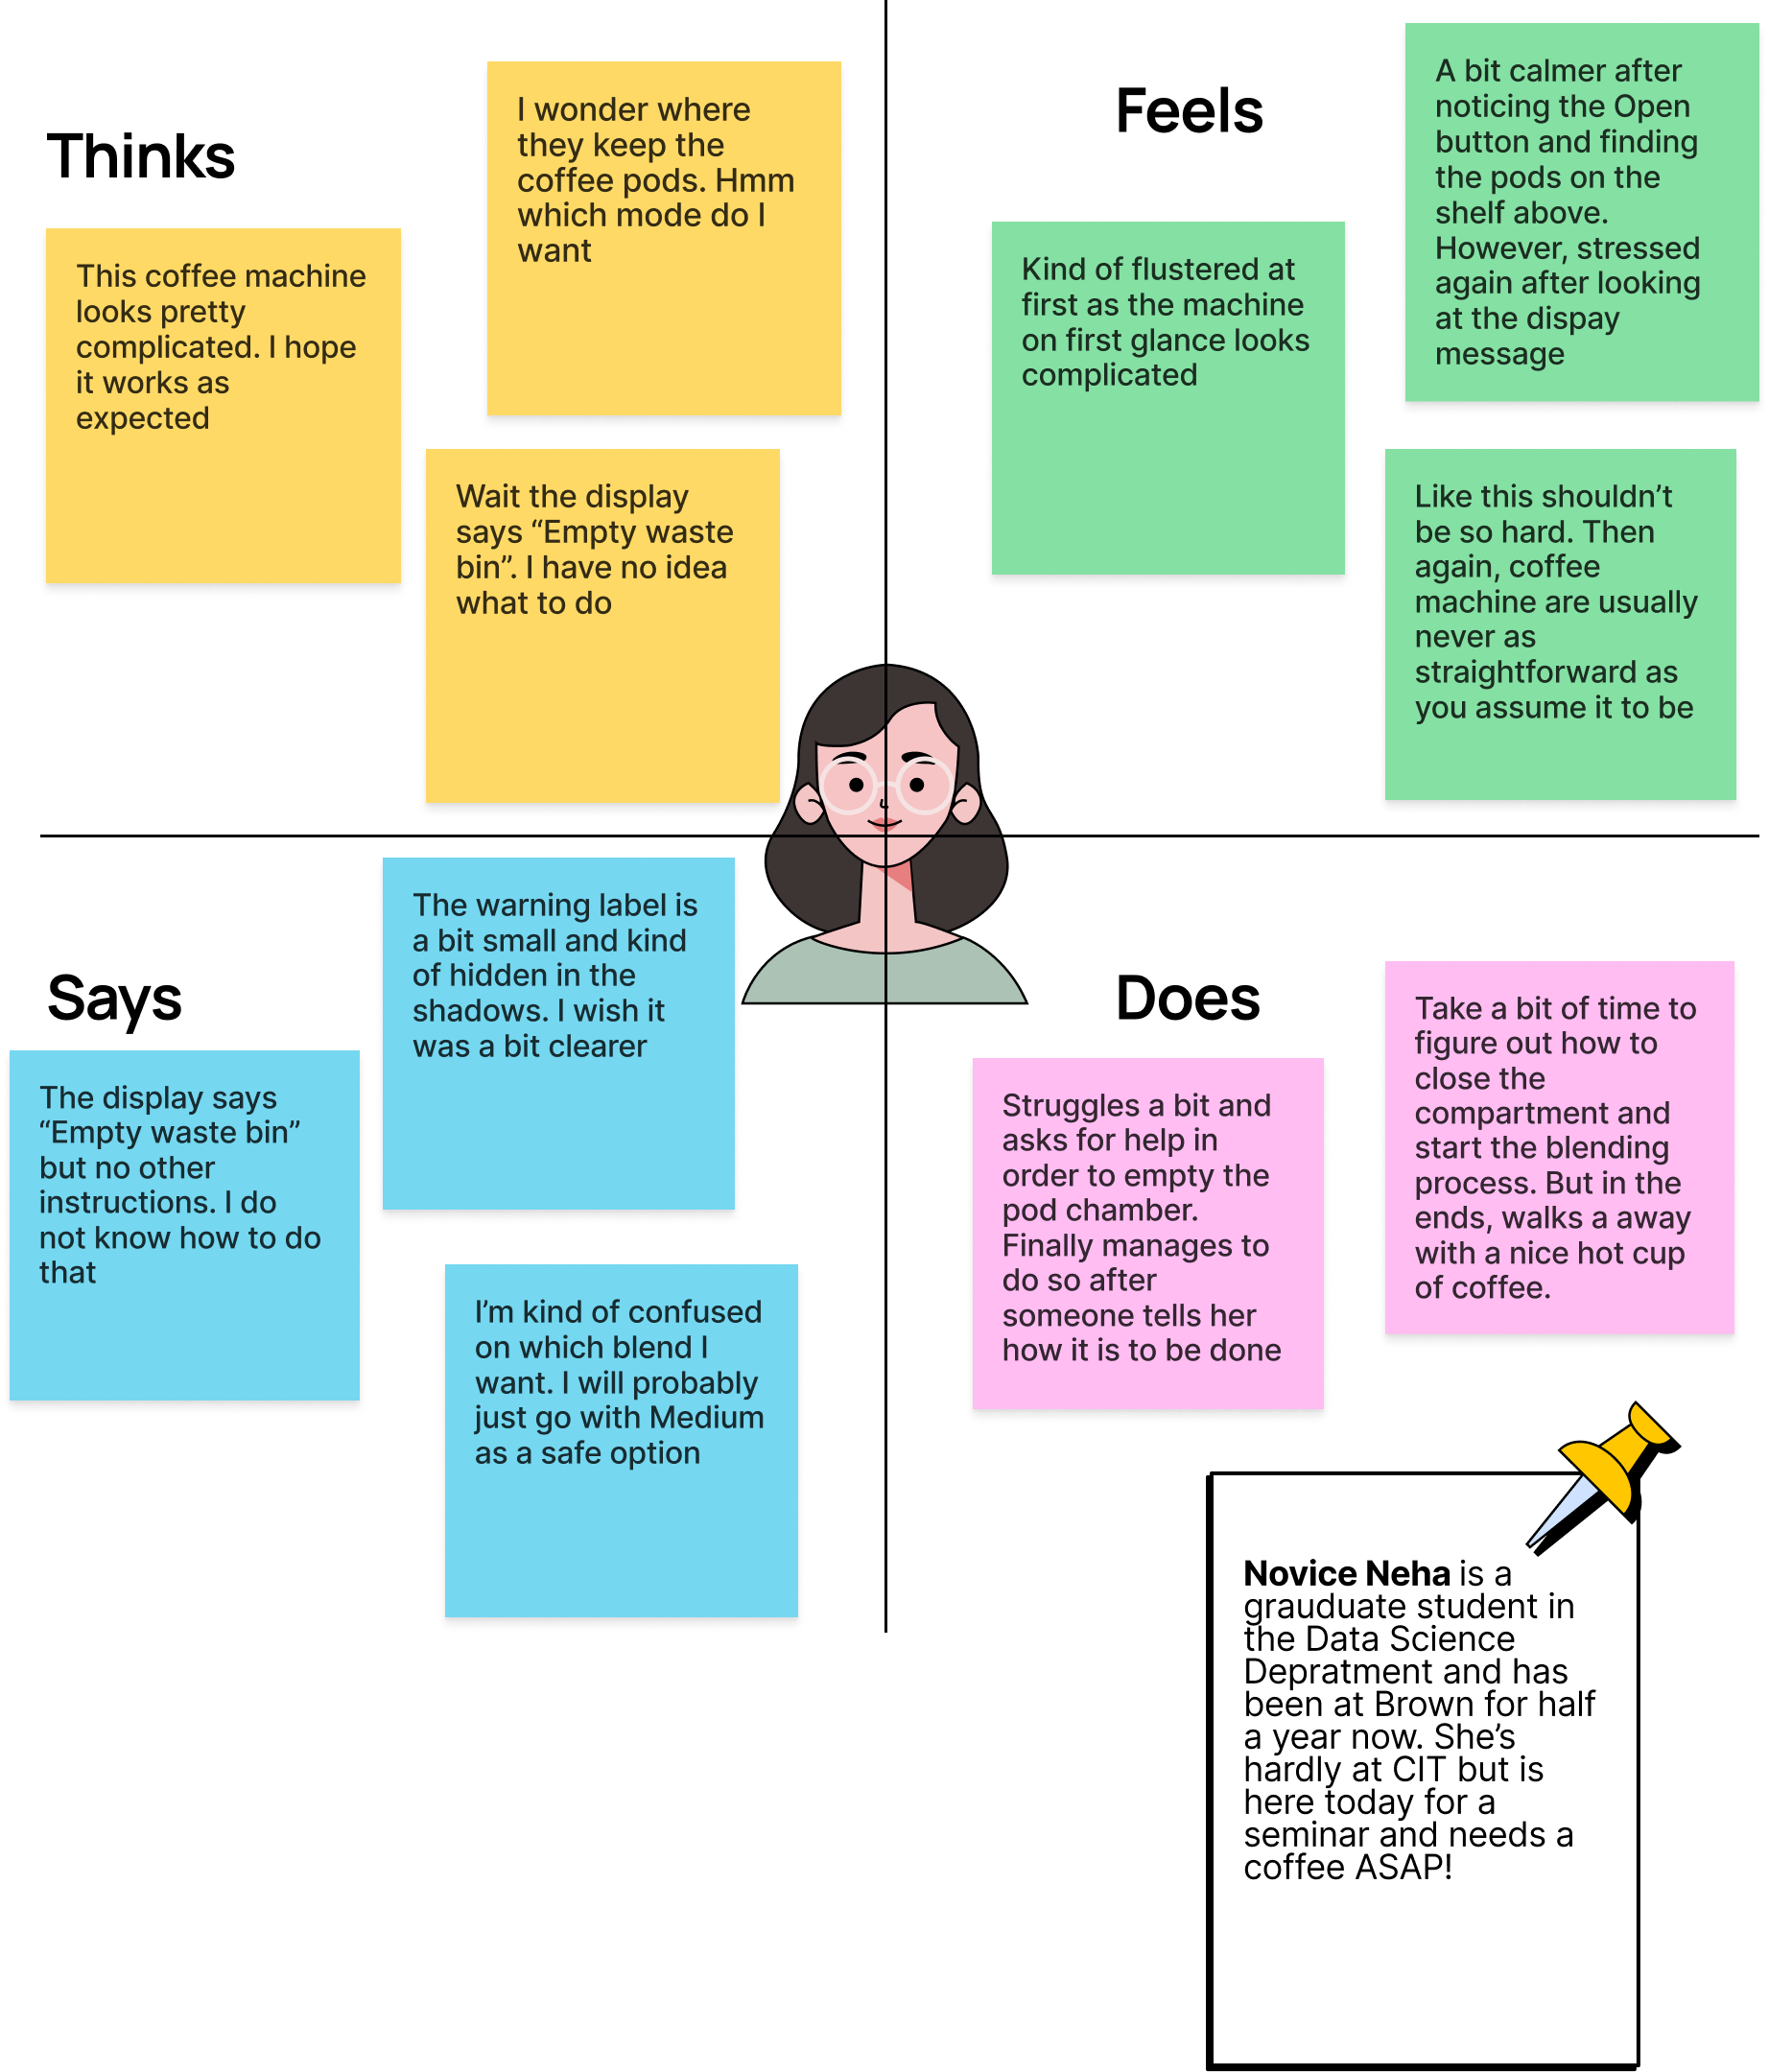 Thinks
This coffee machine
looks pretty
complicated. I hope
it works as
expected
I wonder where
they keep the
coffee pods. Hmm
which mode do I
want
Wait the display
says “Empty waste
bin”. I have no idea
what to do
Feels
Kind of flustered at
first as the machine
on first glance looks
complicated
A bit calmer after
noticing the Open
button and finding
the pods on the
shelf above.
However, stressed
again after looking
at the dispay
message
Like this shouldn’t
be so hard. Then
again, coffee
machine are usually
never as
straightforward as
you assume it to be
Says
The display says
“Empty waste bin”
but no other
instructions. I do
not know how to do
that
The warning label is
a bit small and kind
of hidden in the
shadows. I wish it
was a bit clearer
I’m kind of confused
on which blend I
want. I will probably
just go with Medium
as a safe option
Does
Struggles a bit and
asks for help in
order to empty the
pod chamber.
Finally manages to
do so after
someone tells her
how it is to be done
Take a bit of time to
figure out how to
close the
compartment and
start the blending
process. But in the
ends, walks a away
with a nice hot cup
of coffee.
Novice Neha is a
grauduate student in
the Data Science
Depratment and has
been at Brown for half
a year now. She’s
hardly at CIT but is
here today for a
seminar and needs a
coffee ASAP!